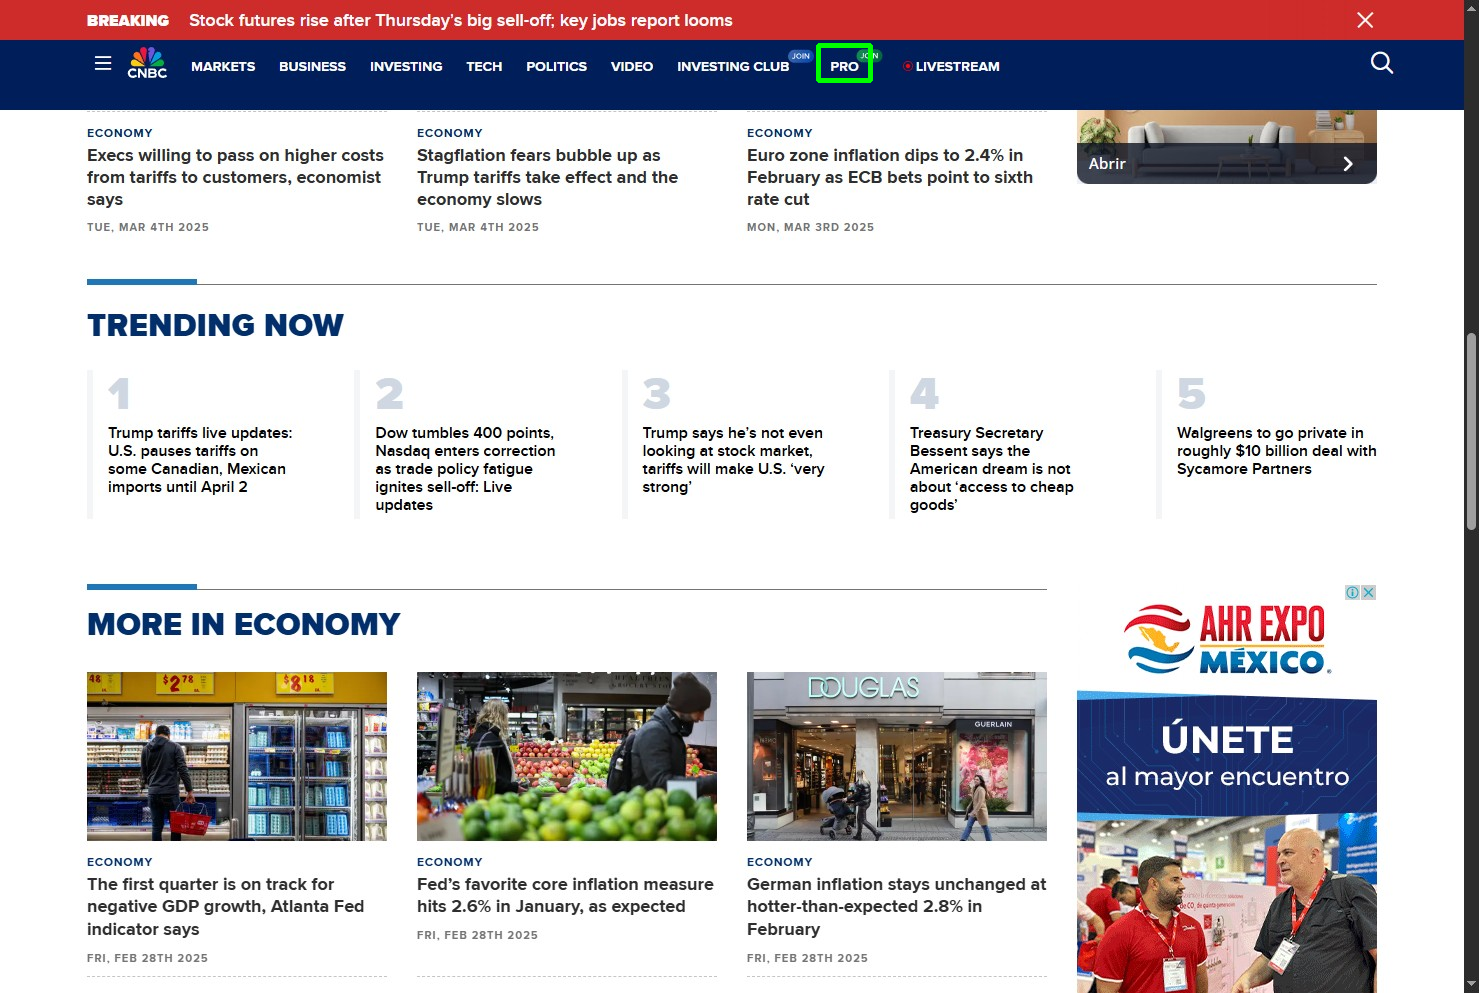 BREAKING Stock futures rise after Thursday's big sell-off; key jobs report looms
CNBC MARKETS BUSINESS INVESTING TECH POLITICS VIDEO INVESTING CLUB JOIN PRO JOIN LIVESTREAM
ECONOMY
Execs willing to pass on higher costs
from tariffs to customers, economist
says
TUE, MAR 4TH 2025
ECONOMY
Stagflation fears bubble up as
Trump tariffs take effect and the
economy slows
TUE, MAR 4TH 2025
ECONOMY
Euro zone inflation dips to 2.4% in
February as ECB bets point to sixth
rate cut
MON, MAR 3RD 2025
Abrir
TRENDING NOW
1
Trump tariffs live updates:
U.S. pauses tariffs on
some Canadian, Mexican
imports until April 2
2
Dow tumbles 400 points,
Nasdaq enters correction
as trade policy fatigue
ignites sell-off: Live
updates
3
Trump says he's not even
looking at stock market,
tariffs will make U.S. 'very
strong'
4
Treasury Secretary
Bessent says the
American dream is not
about 'access to cheap
goods'
5
Walgreens to go private in
roughly $10 billion deal with
Sycamore Partners
MORE IN ECONOMY
$2.78
$8.18
ECONOMY
The first quarter is on track for
negative GDP growth, Atlanta Fed
indicator says
FRI, FEB 28TH 2025
ECONOMY
Fed's favorite core inflation measure
hits 2.6% in January, as expected
FRI, FEB 28TH 2025
DOUGLAS
GUERLAIN
ECONOMY
German inflation stays unchanged at
hotter-than-expected 2.8% in
February
FRI, FEB 28TH 2025
AHR EXPO
MÉXICO®
ÚNETE
al mayor encuentro